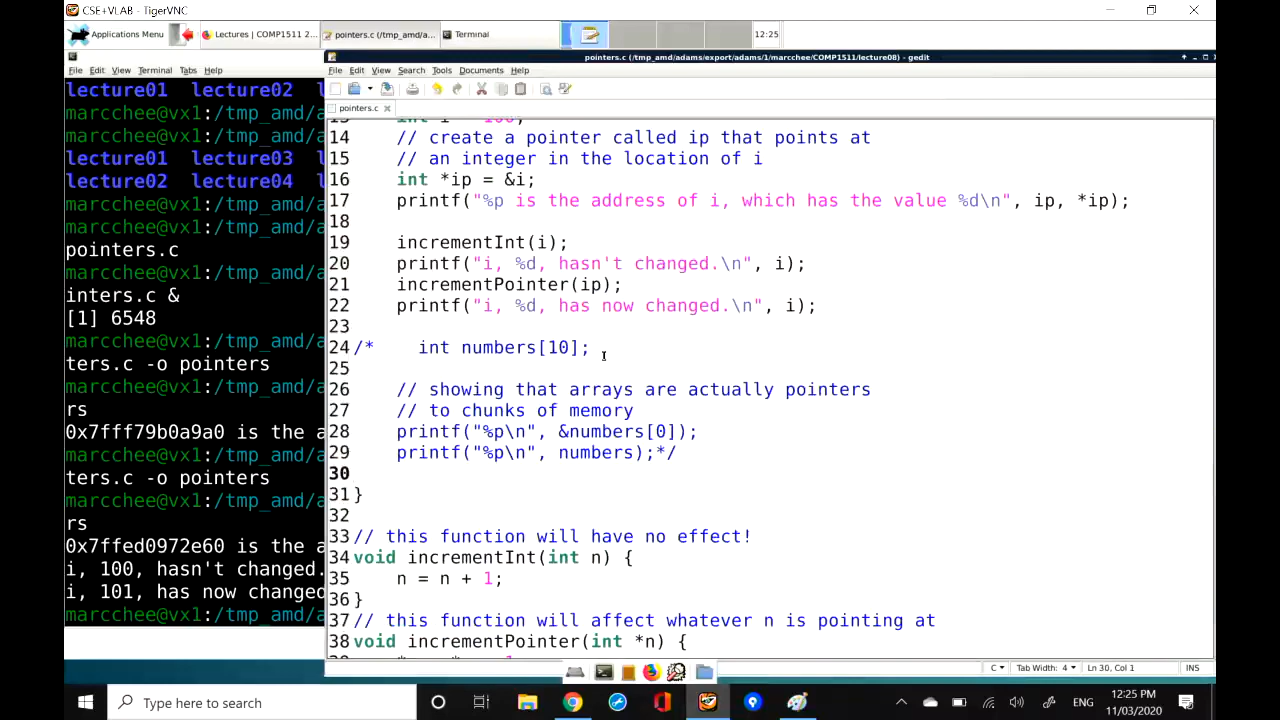 CSE+VLAB - TigerVNC
Applications Menu
Lectures | COMP1511 2...
pointers.c (/tmp_amd/a...
Terminal
12:25
pointers.c (/tmp_amd/adams/export/adams/1/marcchee/COMP1511/lecture08) - gedit
File Edit View Terminal Tabs Help
File Edit View Search Tools Documents Help
pointers.c
lecture01 lecture02
marcchee@vx1:/tmp_amd/a
marcchee@vx1:/tmp_amd/a
lecture01 lecture03
lecture02 lecture04
marcchee@vx1:/tmp_amd/a
marcchee@vx1:/tmp_amd/a
pointers.c
marcchee@vx1:/tmp_amd/a
inters.c &
[1] 6548
marcchee@vx1:/tmp_amd/a
ters.c -o pointers
marcchee@vx1:/tmp_amd/a
rs
0x7fff79b0a9a0 is the a
marcchee@vx1:/tmp_amd/a
ters.c -o pointers
marcchee@vx1:/tmp_amd/a
rs
0x7ffed0972e60 is the a
i, 100, hasn't changed.
i, 101, has now changed
marcchee@vx1:/tmp_amd/a
14 // create a pointer called ip that points at
15 // an integer in the location of i
16 int *ip = &i;
17 printf("%p is the address of i, which has the value %d\n", ip, *ip);
18
19 incrementInt(i);
20 printf("i, %d, hasn't changed.\n", i);
21 incrementPointer(ip);
22 printf("i, %d, has now changed.\n", i);
23
24 /* int numbers[10];
25
26 // showing that arrays are actually pointers
27 // to chunks of memory
28 printf("%p\n", &numbers[0]);
29 printf("%p\n", numbers);*/
30
31 }
32
33 // this function will have no effect!
34 void incrementInt(int n) {
35 n = n + 1;
36 }
37 // this function will affect whatever n is pointing at
38 void incrementPointer(int *n) {
C Tab Width: 4 Ln 30, Col 1 INS
Type here to search
ENG
12:25 PM
11/03/2020